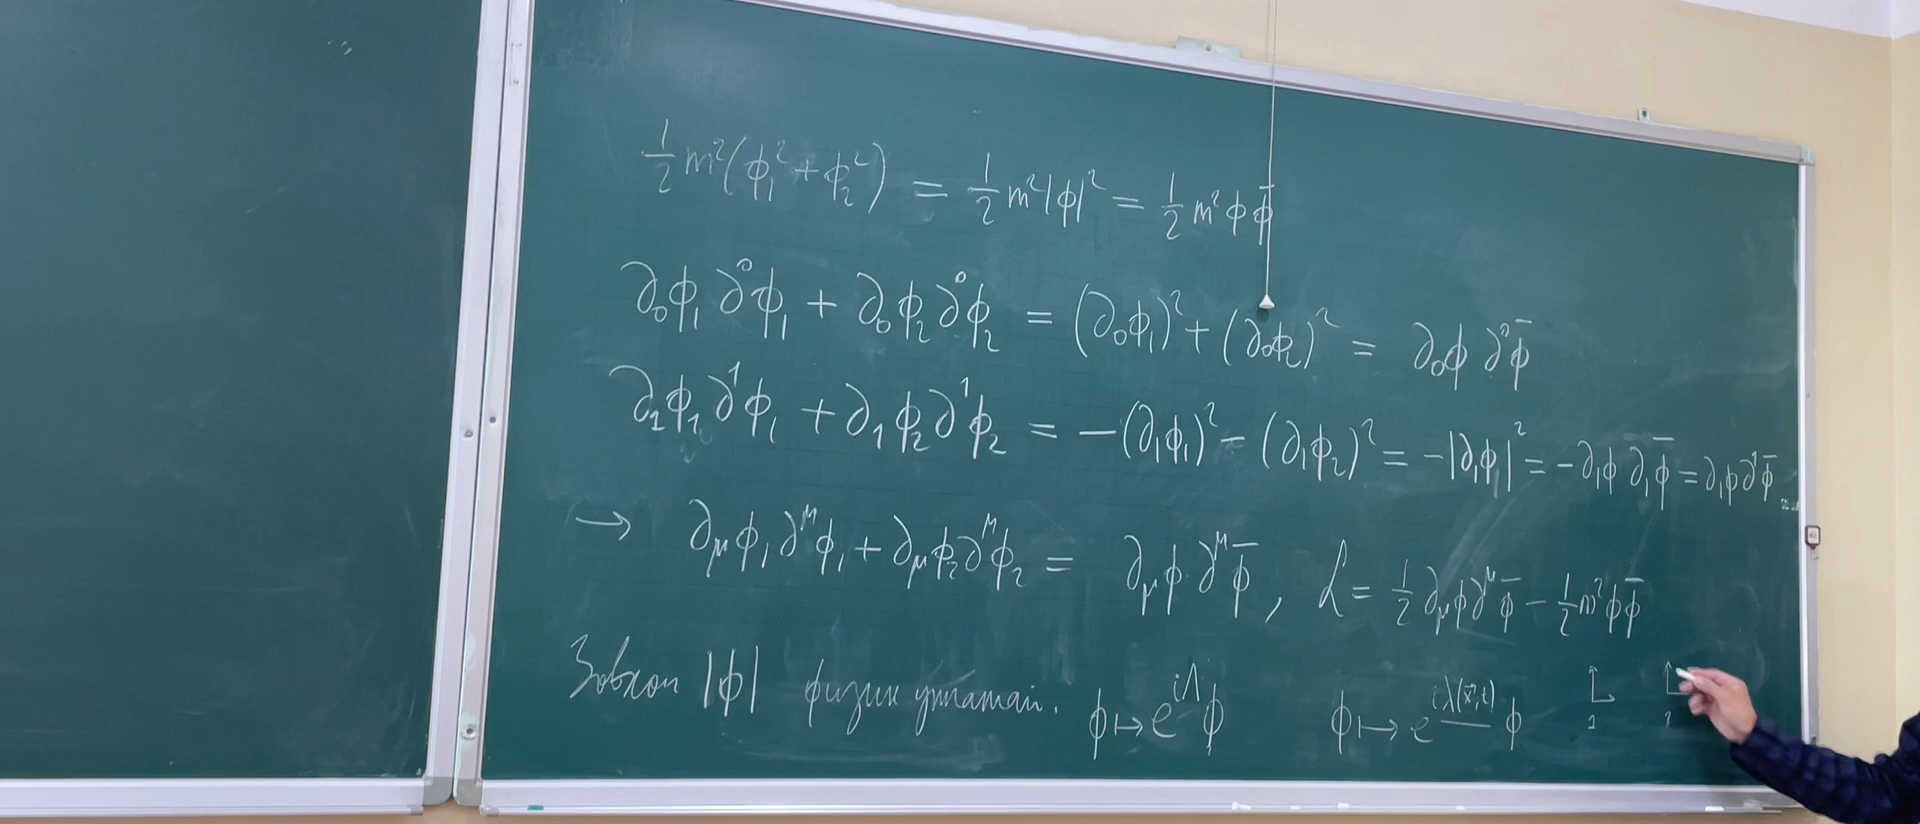 ½ m²(ϕ₁² + ϕ₂²) = ½ m²|ϕ|² = ½ m² ϕ ϕ̄
∂₀ϕ₁ ∂⁰ϕ₁ + ∂₀ϕ₂ ∂⁰ϕ₂ = (∂₀ϕ₁)² + (∂₀ϕ₂)² = ∂₀ϕ ∂⁰ϕ̄
∂₁ϕ₁ ∂¹ϕ₁ + ∂₁ϕ₂ ∂¹ϕ₂ = −(∂₁ϕ₁)² − (∂₁ϕ₂)² = −|∂₁ϕ|² = −∂₁ϕ ∂₁ϕ̄ = ∂₁ϕ ∂¹ϕ̄
→ ∂_μϕ₁ ∂^μϕ₁ + ∂_μϕ₂ ∂^μϕ₂ = ∂_μϕ · ∂^μϕ̄ , ℒ = ½ ∂_μϕ ∂^μϕ̄ − ½ m² ϕ ϕ̄
Зөвхөн |ϕ| физик утгатай. ϕ ↦ e^{iΛ} ϕ ϕ ↦ e^{iλ(x⃗,t)} ϕ